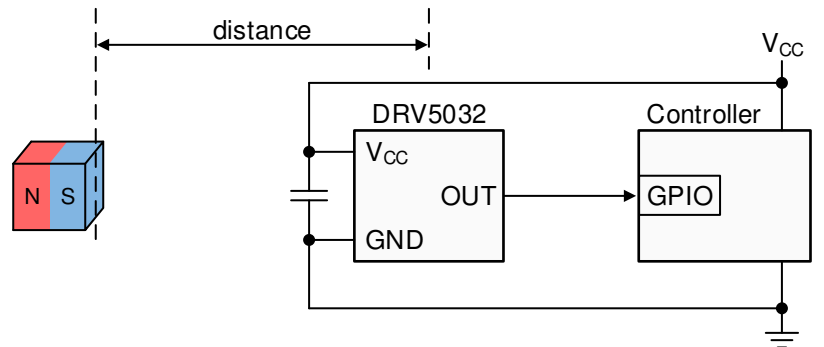 distance
V_CC
DRV5032
Controller
V_CC
N S
OUT
GPIO
GND